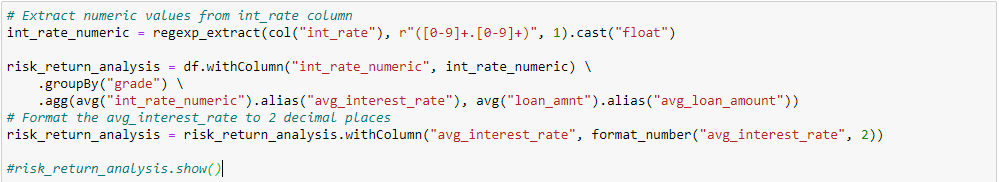 # Extract numeric values from int_rate column
int_rate_numeric = regexp_extract(col("int_rate"), r"([0-9]+.[0-9]+)", 1).cast("float")
risk_return_analysis = df.withColumn("int_rate_numeric", int_rate_numeric) \
.groupBy("grade") \
.agg(avg("int_rate_numeric").alias("avg_interest_rate"), avg("loan_amnt").alias("avg_loan_amount"))
# Format the avg_interest_rate to 2 decimal places
risk_return_analysis = risk_return_analysis.withColumn("avg_interest_rate", format_number("avg_interest_rate", 2))
#risk_return_analysis.show()